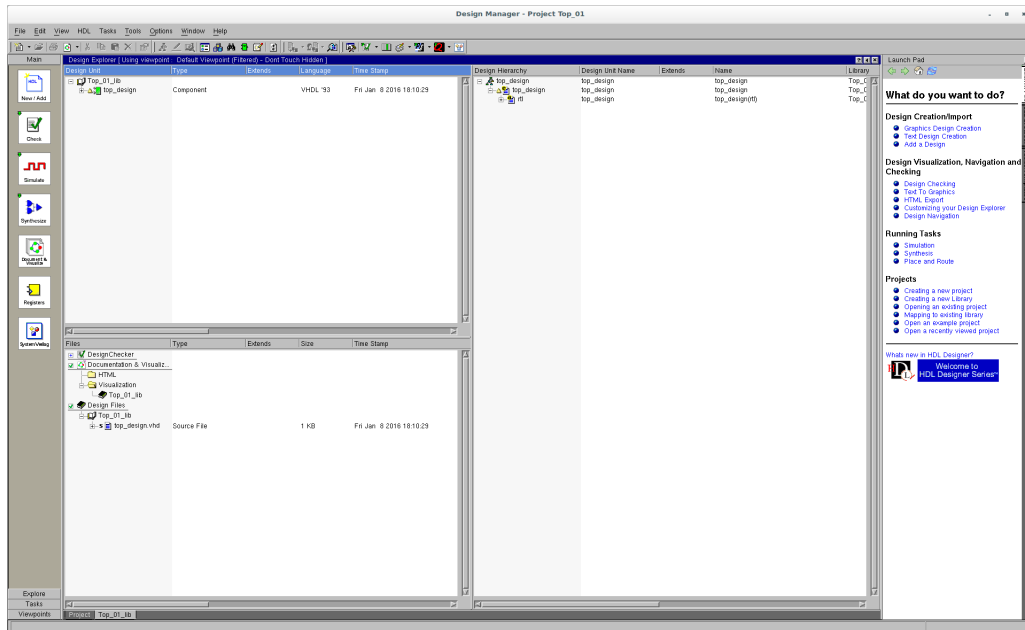 Design Manager - Project Top_01
File Edit View HDL Tasks Tools Options Window Help
Main
New / Add
Check
Simulate
Synthesize
Document & Visualize
Registers
SystemVerilog
Explore
Tasks
Viewpoints
Design Explorer [ Using viewpoint : Default Viewpoint (Filtered) - Dont Touch Hidden ]
Design Unit Type Extends Language Time Stamp
Top_01_lib
top_design Component VHDL '93 Fri Jan 8 2016 18:10:29
Files Type Extends Size Time Stamp
DesignChecker
Documentation & Visualiz...
HTML
Visualization
Top_01_lib
Design Files
Top_01_lib
top_design.vhd Source File 1 KB Fri Jan 8 2016 18:10:29
Project Top_01_lib
Design Hierarchy Design Unit Name Extends Name Library
top_design top_design top_design Top_0
top_design top_design top_design Top_0
rtl top_design top_design(rtl) Top_0
Launch Pad
What do you want to do?
Design Creation/Import
Graphics Design Creation
Text Design Creation
Add a Design
Design Visualization, Navigation and
Checking
Design Checking
Text To Graphics
HTML Export
Customizing your Design Explorer
Design Navigation
Running Tasks
Simulation
Synthesis
Place and Route
Projects
Creating a new project
Creating a new Library
Opening an existing project
Mapping to existing library
Open an example project
Open a recently viewed project
Whats new in HDL Designer?
Welcome to
HDL Designer Series